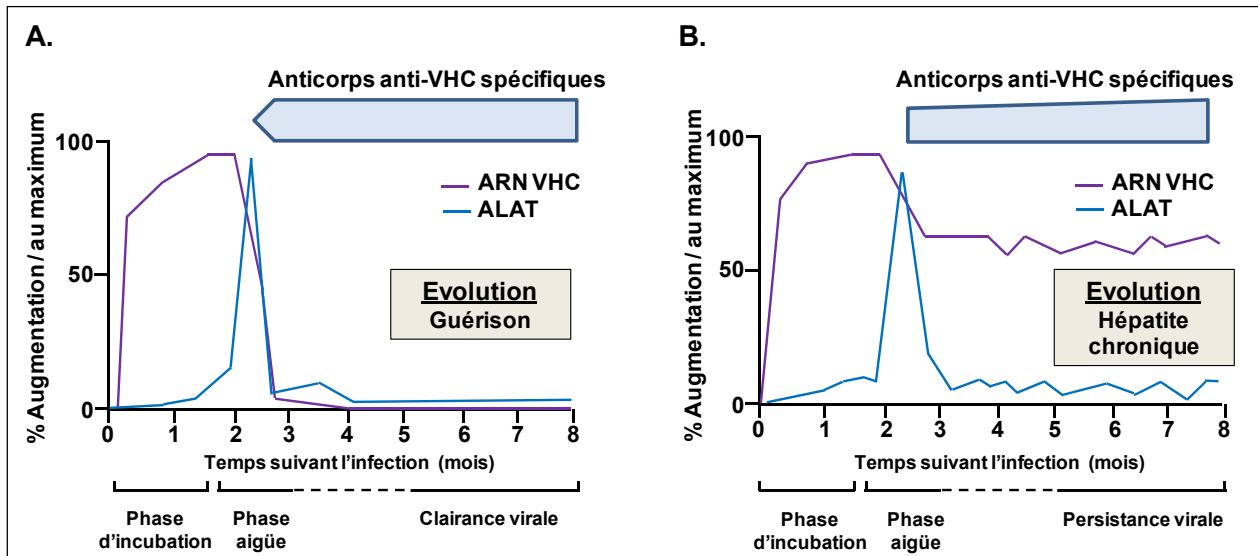 A.
Anticorps anti-VHC spécifiques
100
50
0
% Augmentation / au maximum
ARN VHC
ALAT
Evolution
Guérison
0 1 2 3 4 5 6 7 8
Temps suivant l'infection (mois)
Phase
d'incubation
Phase
aigüe
Clairance virale
B.
Anticorps anti-VHC spécifiques
100
50
0
% Augmentation / au maximum
ARN VHC
ALAT
Evolution
Hépatite
chronique
0 1 2 3 4 5 6 7 8
Temps suivant l'infection (mois)
Phase
d'incubation
Phase
aigüe
Persistance virale